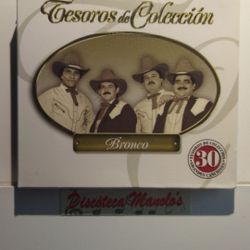 Tesoros de Colección
Bronco
30
Discoteca Manolo's